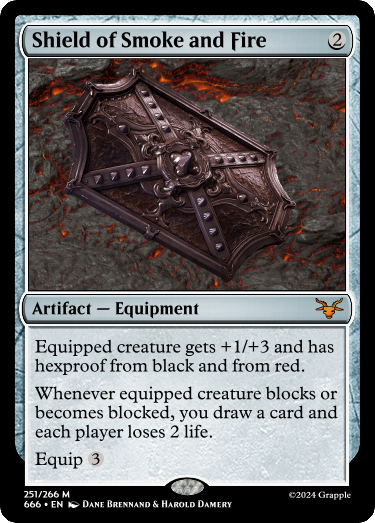 Shield of Smoke and Fire 2
Artifact — Equipment
Equipped creature gets +1/+3 and has
hexproof from black and from red.
Whenever equipped creature blocks or
becomes blocked, you draw a card and
each player loses 2 life.
Equip 3
251/266 M
666 • EN Dane Brennand & Harold Damery
©2024 Grapple